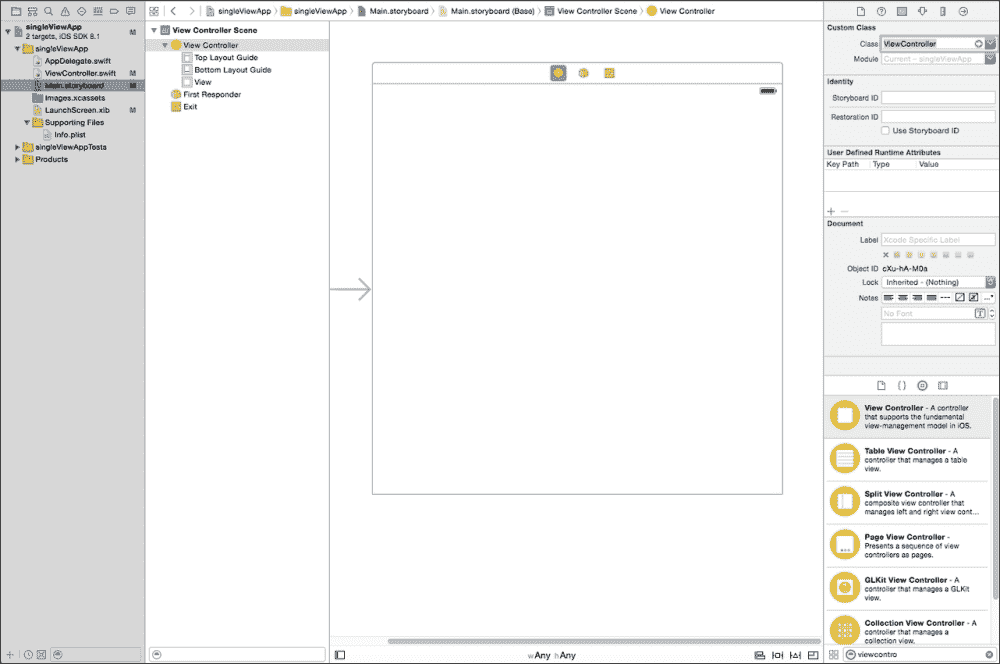 singleViewApp
2 targets, iOS SDK 8.1
M
singleViewApp
AppDelegate.swift
ViewController.swift
M
Main.storyboard
M
Images.xcassets
LaunchScreen.xib
M
Supporting Files
Info.plist
singleViewAppTests
Products
singleViewApp
singleViewApp
Main.storyboard
Main.storyboard (Base)
View Controller Scene
View Controller
View Controller Scene
View Controller
Top Layout Guide
Bottom Layout Guide
View
First Responder
Exit
wAny hAny
Custom Class
Class
ViewController
Module
Current - singleViewApp
Identity
Storyboard ID
Restoration ID
Use Storyboard ID
User Defined Runtime Attributes
Key Path Type Value
Document
Label
Xcode Specific Label
Object ID cXu-hA-M0a
Lock
Inherited - (Nothing)
Notes
No Font
View Controller - A controller
that supports the fundamental
view-management model in iOS.
Table View Controller - A
controller that manages a table
view.
Split View Controller - A
composite view controller that
manages left and right view cont...
Page View Controller -
Presents a sequence of view
controllers as pages.
GLKit View Controller - A
controller that manages a GLKit
view.
Collection View Controller - A
controller that manages a
collection view.
viewcontro